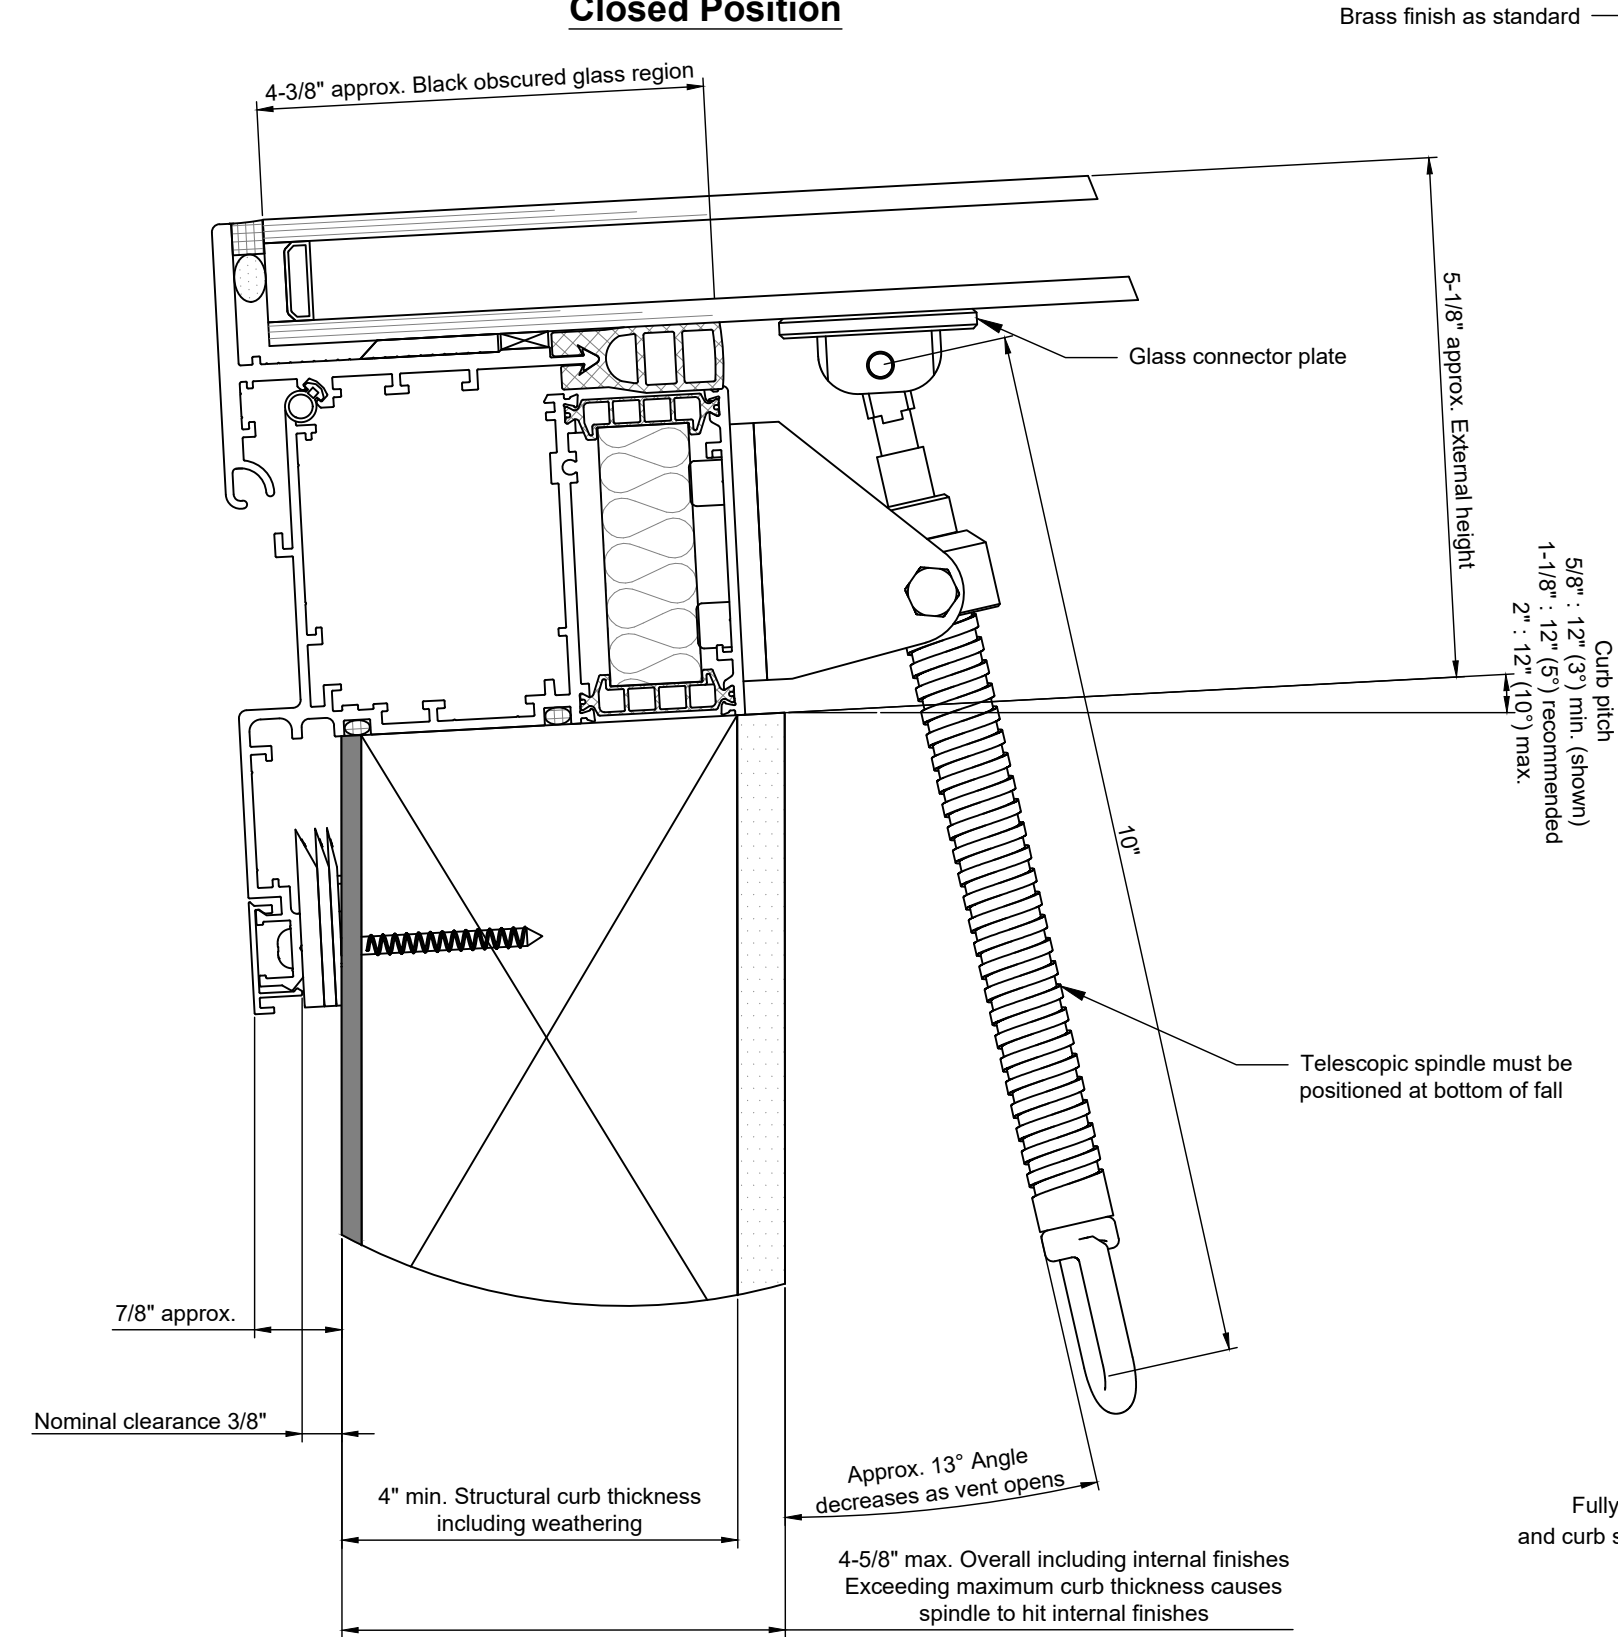 Closed Position
Brass finish as standard
4-3/8" approx. Black obscured glass region
Glass connector plate
5-1/8" approx. External height
Curb pitch
5/8" : 12" (3°) min. (shown)
1-1/8" : 12" (5°) recommended
2" : 12" (10°) max.
10"
Telescopic spindle must be
positioned at bottom of fall
7/8" approx.
Nominal clearance 3/8"
4" min. Structural curb thickness
including weathering
Approx. 13° Angle
decreases as vent opens
Fully
and curb s
4-5/8" max. Overall including internal finishes
Exceeding maximum curb thickness causes
spindle to hit internal finishes